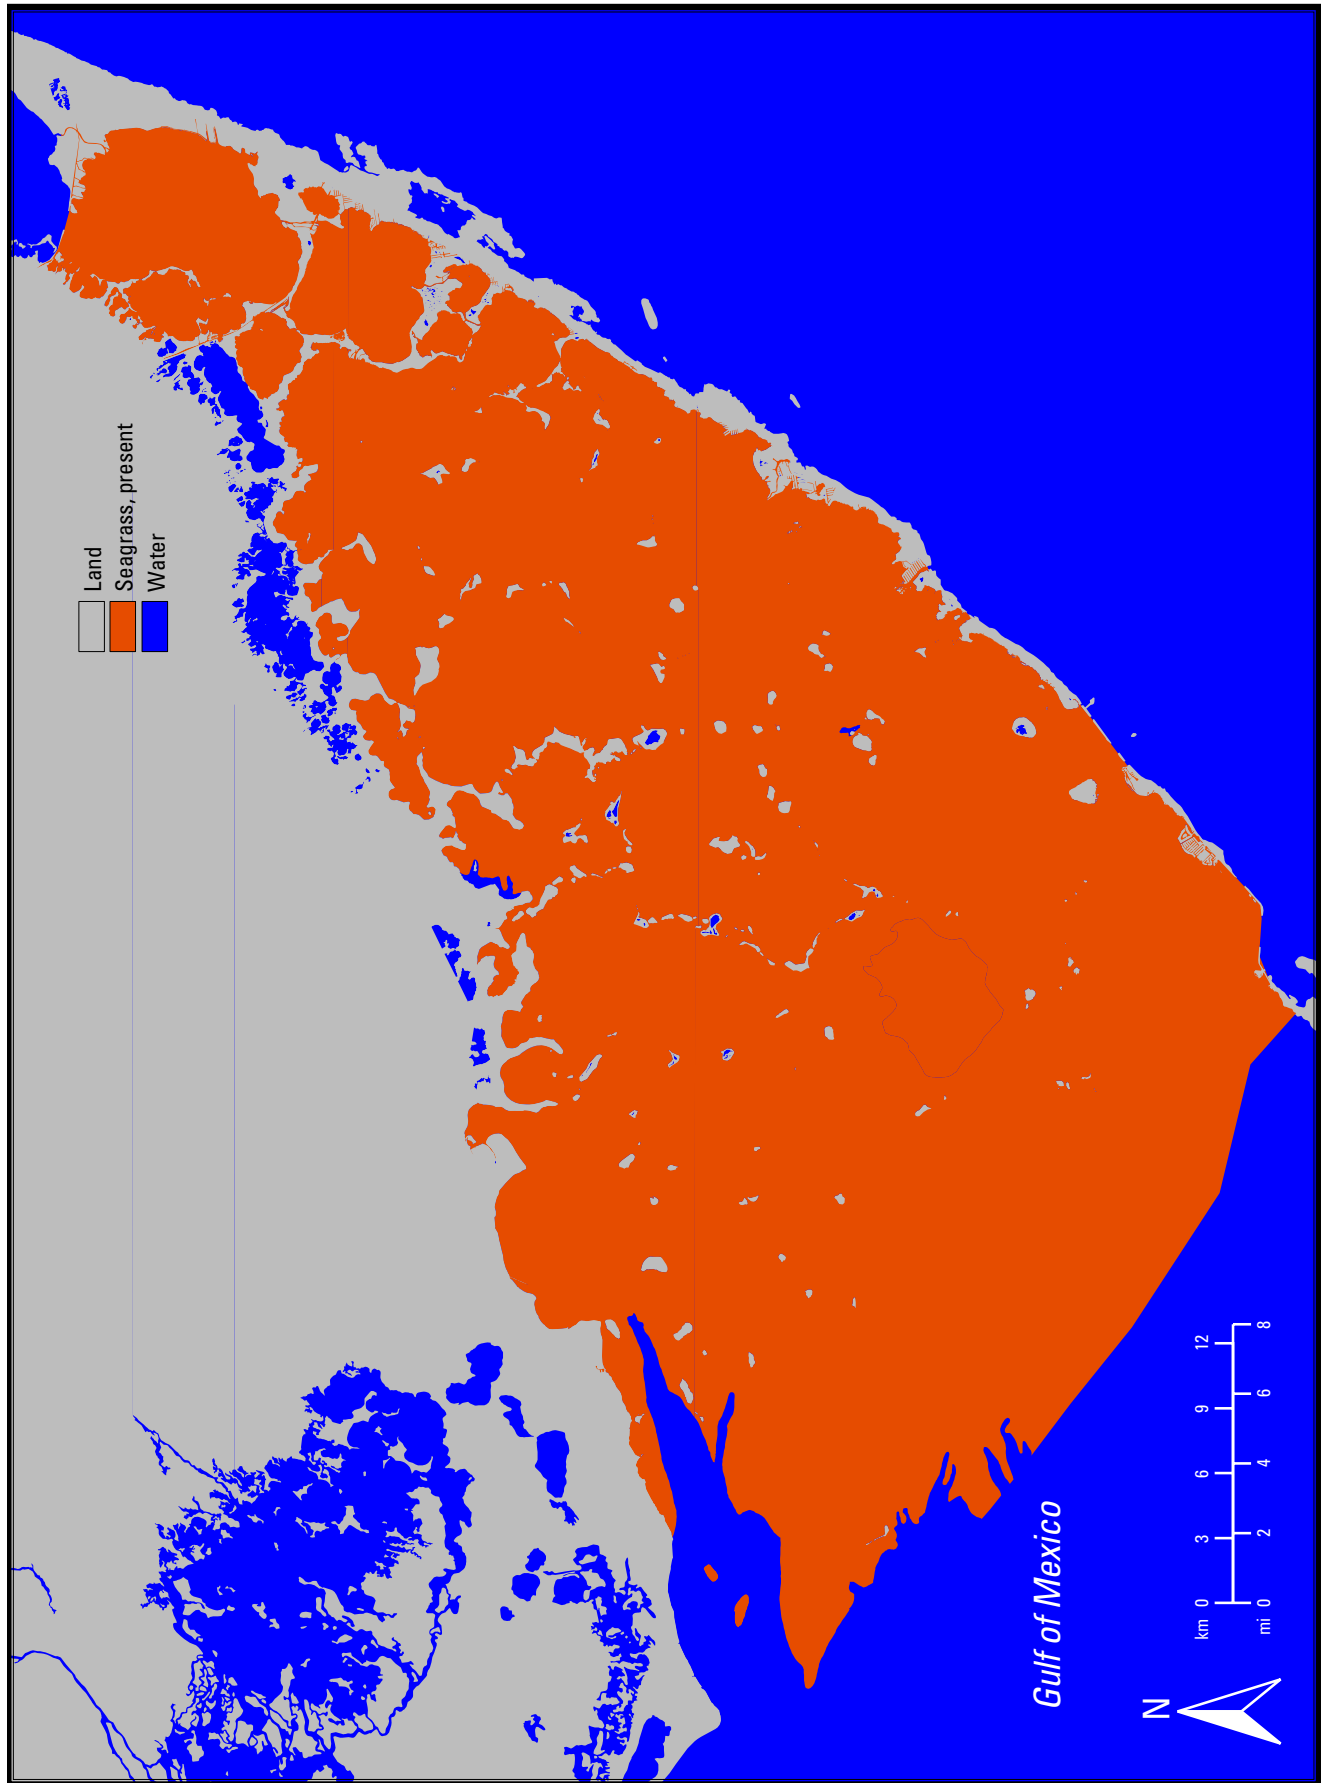 Land
Seagrass, present
Water
Gulf of Mexico
N
km 0 3 6 9 12
mi 0 2 4 6 8